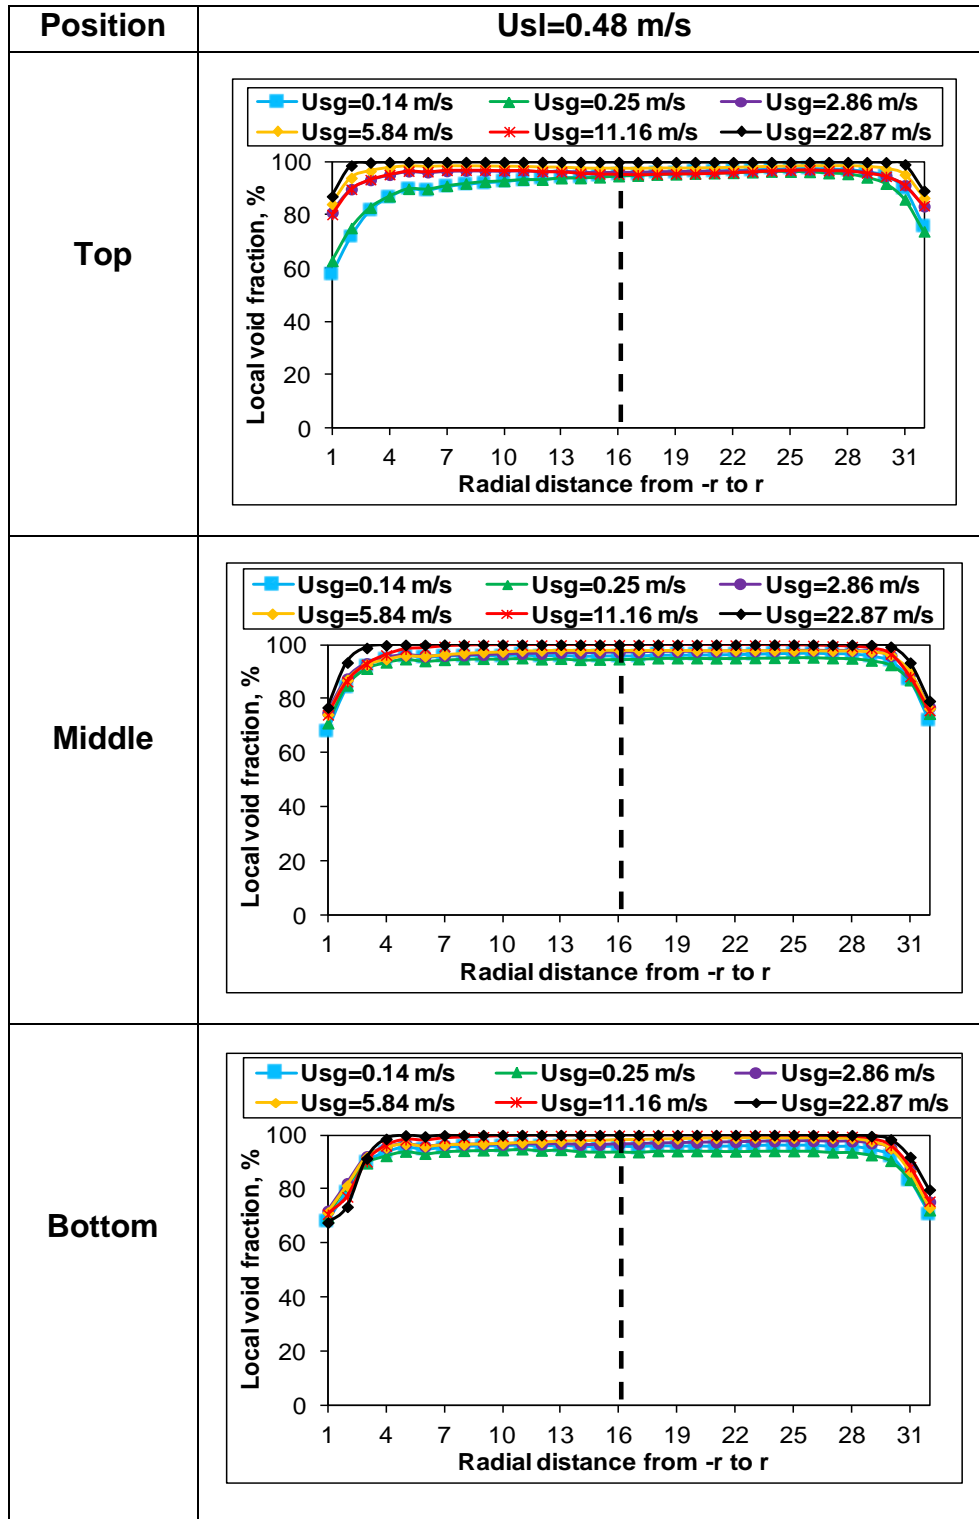 Position Usl=0.48 m/s
Top
Usg=0.14 m/s Usg=0.25 m/s Usg=2.86 m/s
Usg=5.84 m/s Usg=11.16 m/s Usg=22.87 m/s
Local void fraction, %
100
80
60
40
20
0
1 4 7 10 13 16 19 22 25 28 31
Radial distance from -r to r
Middle
Usg=0.14 m/s Usg=0.25 m/s Usg=2.86 m/s
Usg=5.84 m/s Usg=11.16 m/s Usg=22.87 m/s
Local void fraction, %
100
80
60
40
20
0
1 4 7 10 13 16 19 22 25 28 31
Radial distance from -r to r
Bottom
Usg=0.14 m/s Usg=0.25 m/s Usg=2.86 m/s
Usg=5.84 m/s Usg=11.16 m/s Usg=22.87 m/s
Local void fraction, %
100
80
60
40
20
0
1 4 7 10 13 16 19 22 25 28 31
Radial distance from -r to r